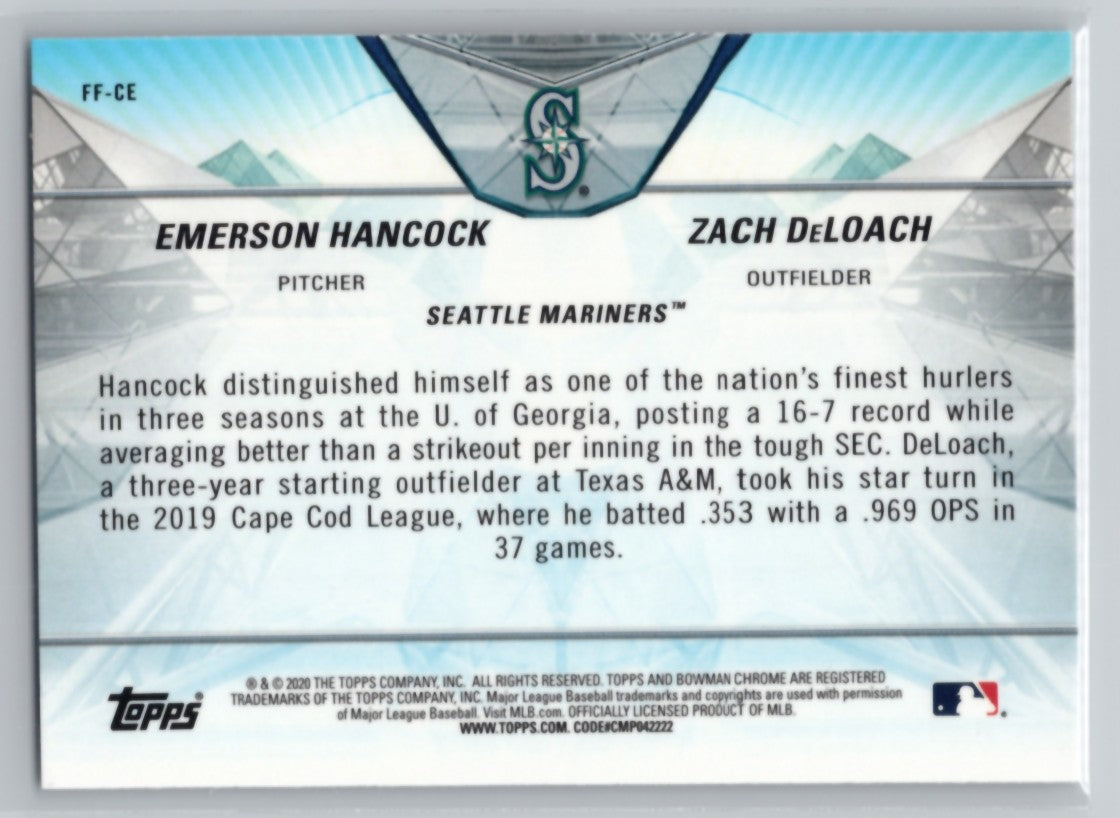 FF-CE
S
®
EMERSON HANCOCK
ZACH DeLOACH
PITCHER
OUTFIELDER
SEATTLE MARINERS™
Hancock distinguished himself as one of the nation's finest hurlers
in three seasons at the U. of Georgia, posting a 16-7 record while
averaging better than a strikeout per inning in the tough SEC. DeLoach,
a three-year starting outfielder at Texas A&M, took his star turn in
the 2019 Cape Cod League, where he batted .353 with a .969 OPS in
37 games.
Topps®
® & © 2020 THE TOPPS COMPANY, INC. ALL RIGHTS RESERVED. TOPPS AND BOWMAN CHROME ARE REGISTERED
TRADEMARKS OF THE TOPPS COMPANY, INC. Major League Baseball trademarks and copyrights are used with permission
of Major League Baseball. Visit MLB.com. OFFICIALLY LICENSED PRODUCT OF MLB.
WWW.TOPPS.COM. CODE#CMP042222